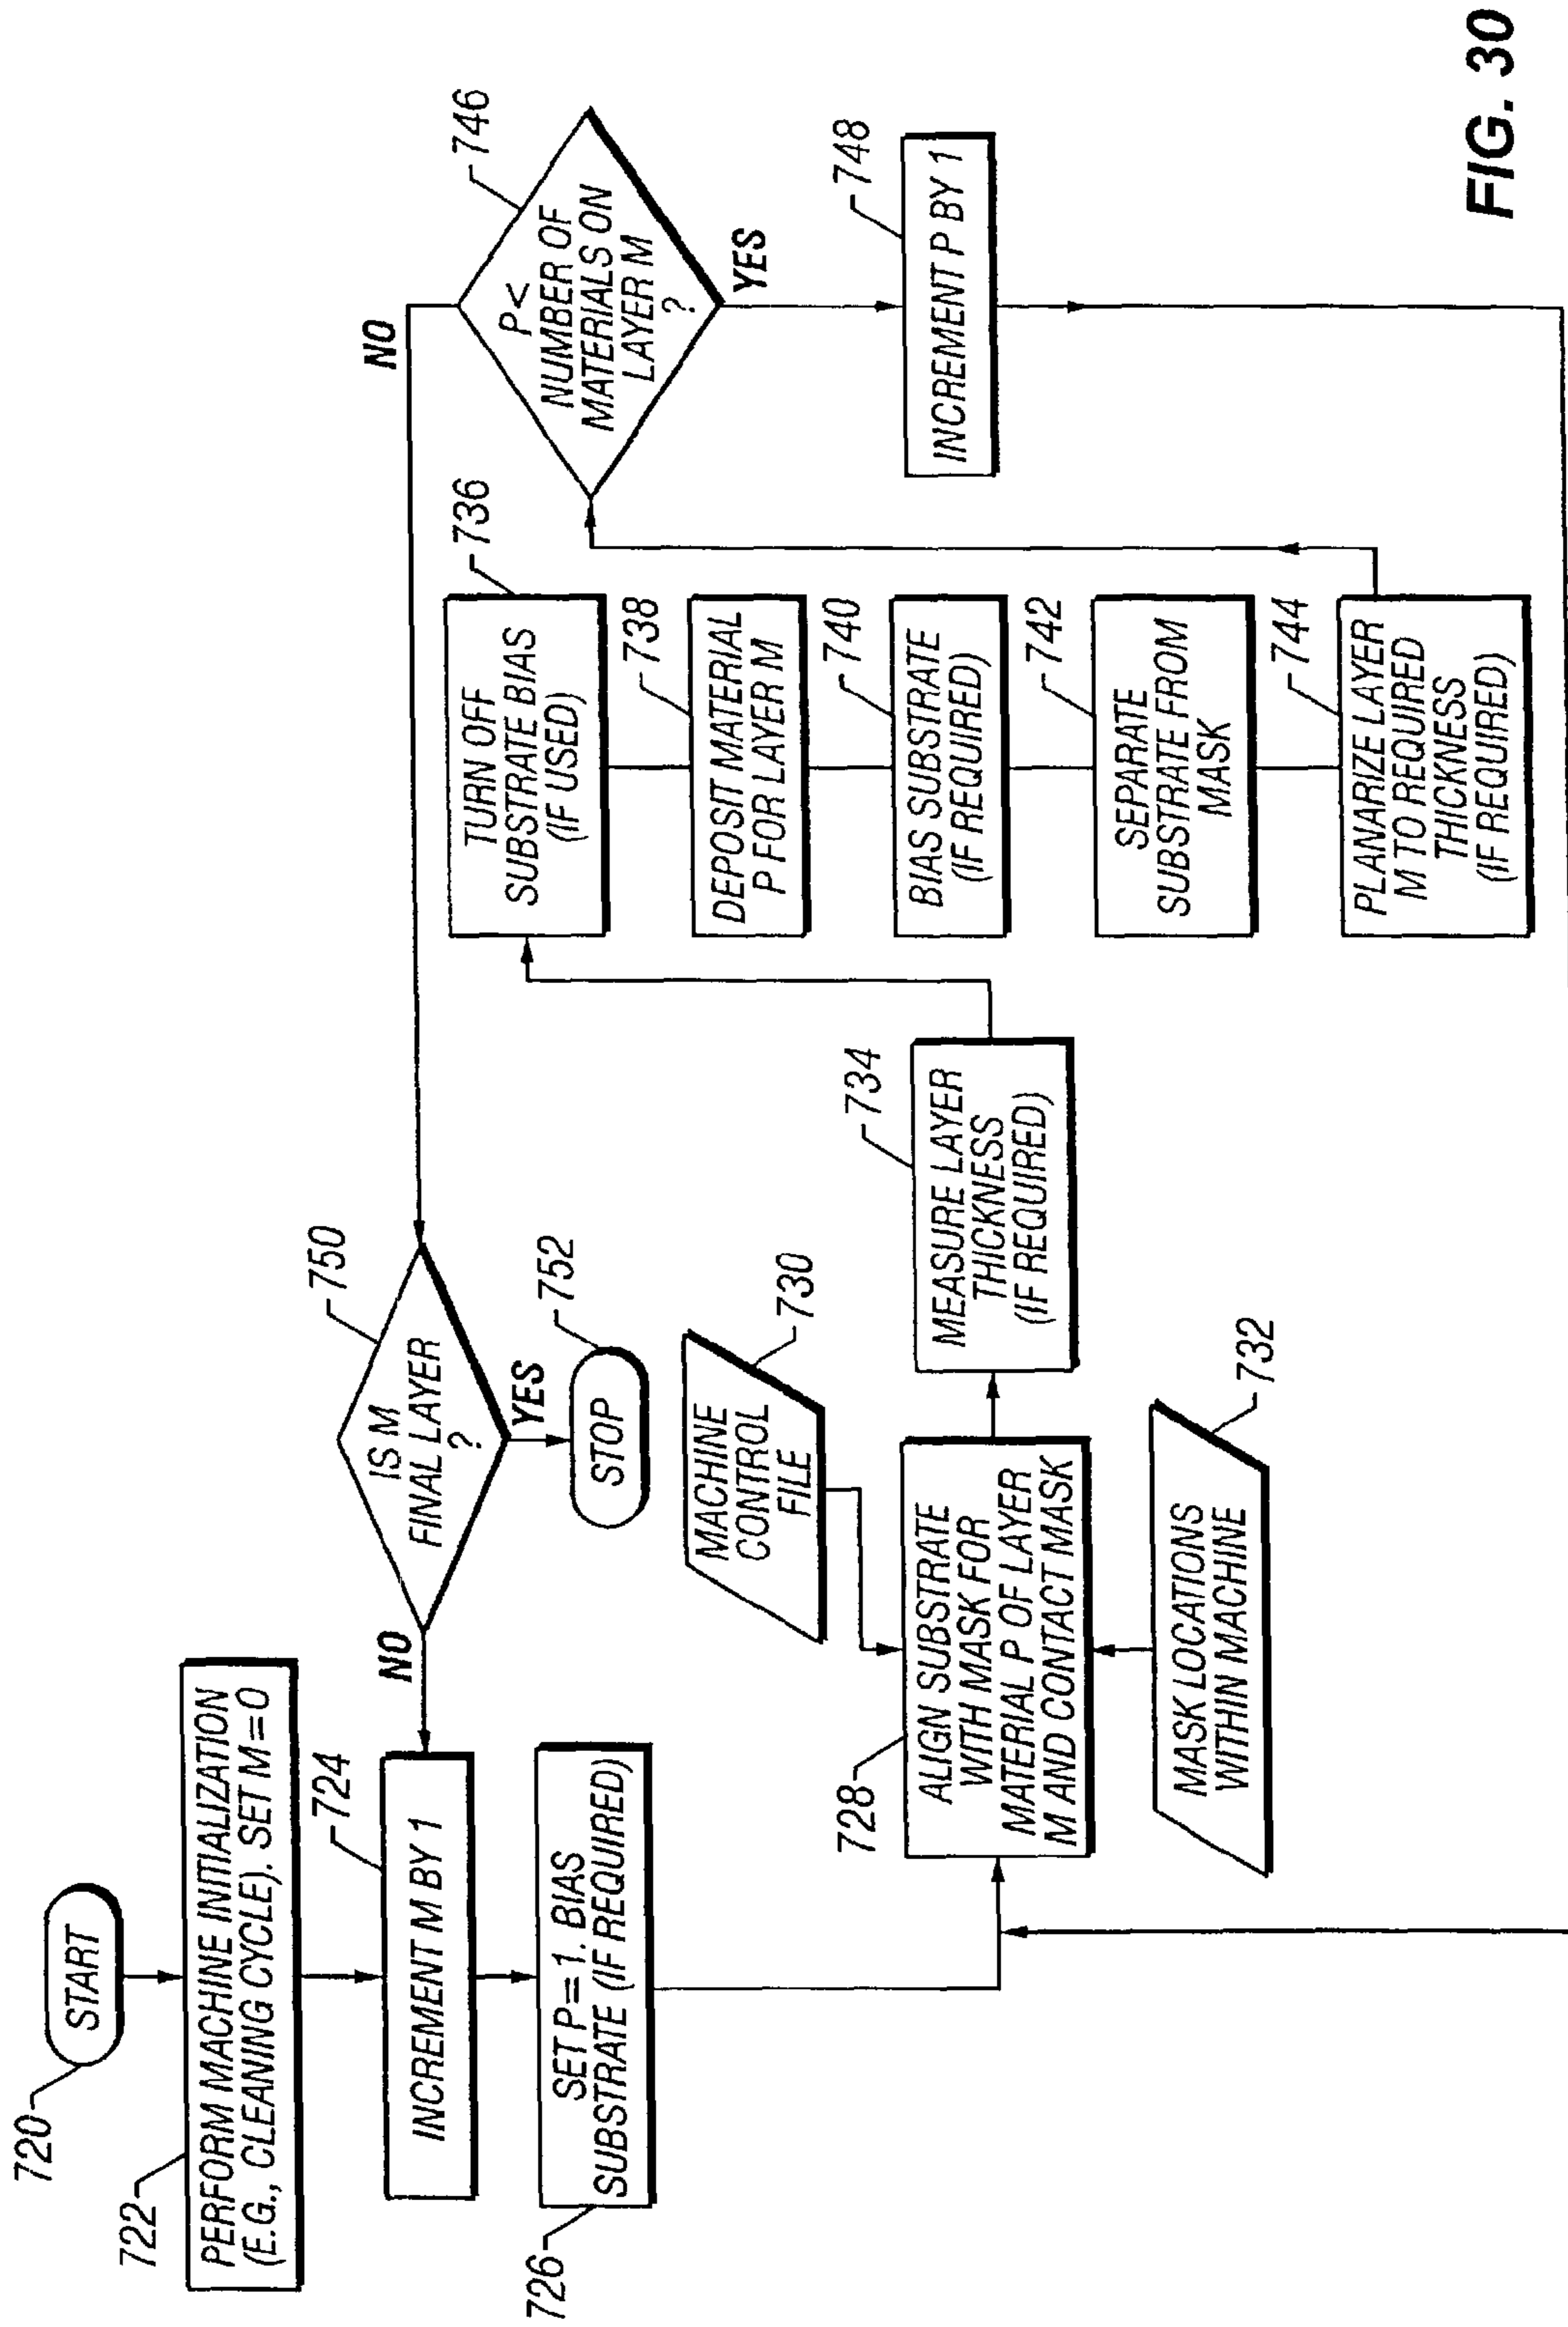 720
START
722
PERFORM MACHINE INITIALIZATION
(E.G., CLEANING CYCLE). SET M=0
724
INCREMENT M BY 1
726
SET P=1. BIAS
SUBSTRATE (IF REQUIRED)
728
ALIGN SUBSTRATE
WITH MASK FOR
MATERIAL P OF LAYER
M AND CONTACT MASK
730
MACHINE
CONTROL
FILE
732
MASK LOCATIONS
WITHIN MACHINE
734
MEASURE LAYER
THICKNESS
(IF REQUIRED)
736
TURN OFF
SUBSTRATE BIAS
(IF USED)
738
DEPOSIT MATERIAL
P FOR LAYER M
740
BIAS SUBSTRATE
(IF REQUIRED)
742
SEPARATE
SUBSTRATE FROM
MASK
744
PLANARIZE LAYER
M TO REQUIRED
THICKNESS
(IF REQUIRED)
746
P<
NUMBER OF
MATERIALS ON
LAYER M
?
YES
NO
748
INCREMENT P BY 1
750
IS M
FINAL LAYER
?
NO
YES
752
STOP
FIG. 30